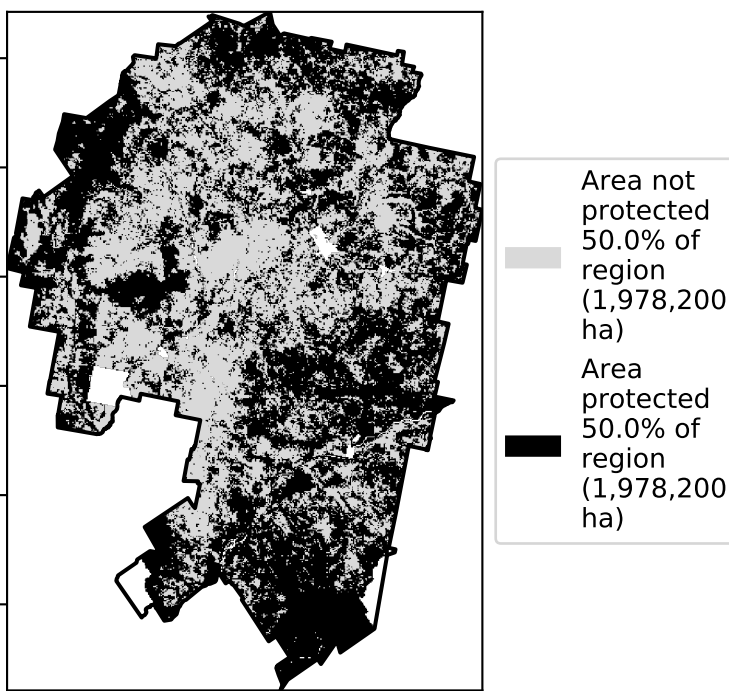 Area not
protected
50.0% of
region
(1,978,200
ha)
Area
protected
50.0% of
region
(1,978,200
ha)